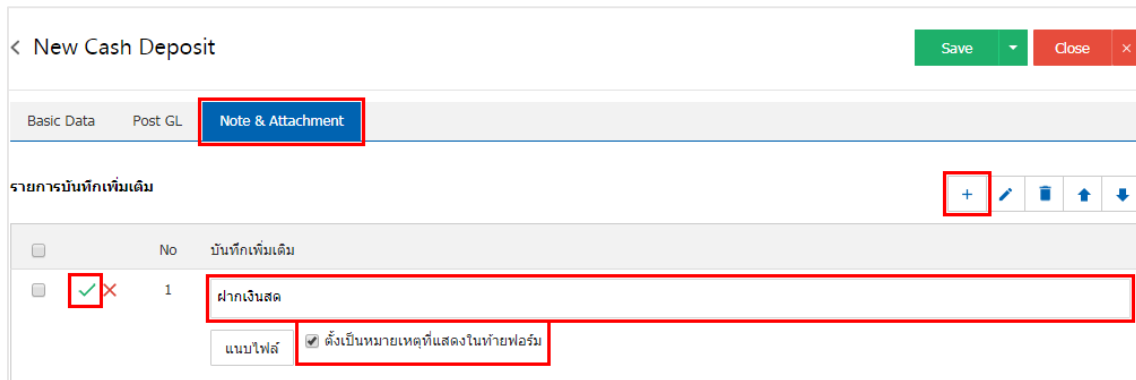 New Cash Deposit
Save
Close
Basic Data Post GL Note & Attachment
รายการบันทึกเพิ่มเติม
No บันทึกเพิ่มเติม
1 ฝากเงินสด
แนบไฟล์ ตั้งเป็นหมายเหตุที่แสดงในท้ายฟอร์ม